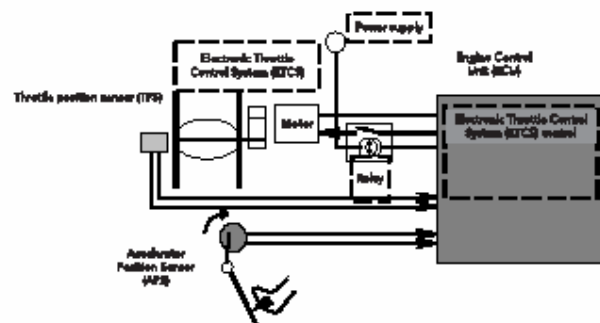 Power supply
Electronic Throttle
Control System (ETCS)
Engine Control
Unit (ECU)
Throttle position sensor (TPS)
Motor
Electronic Throttle Control
System (ETCS) control
Relay
Accelerator
Position Sensor
(APS)